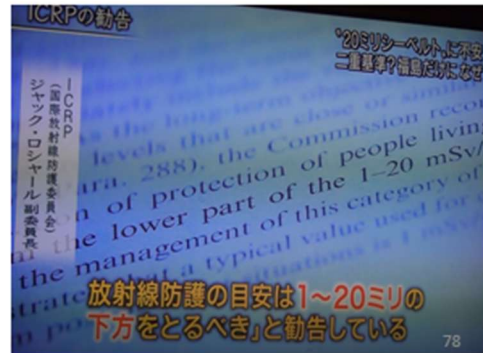 ICRPの勧告
"20ミリシーベルト"に不安
二重基準?福島だけになぜ
ICRP
(国際放射線防護委員会)
ジャック・ロシャール副委員長
the long-term
levels that are close or similar
para. 288), the Commission
of protection of people living
the lower part of the 1–20 mSv/
the management of this category of
that a typical value used for
situations is 1
放射線防護の目安は1～20ミリの
下方をとるべき」と勧告している
78